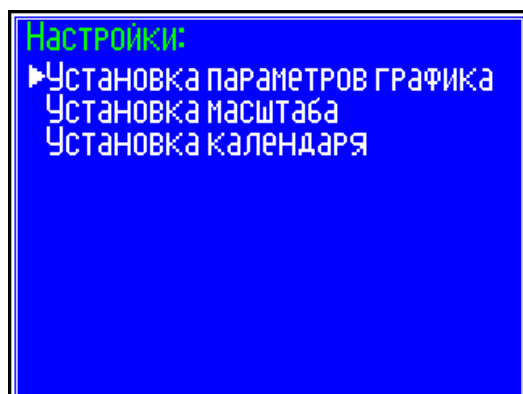 Настройки:
Установка параметров графика
Установка масштаба
Установка календаря